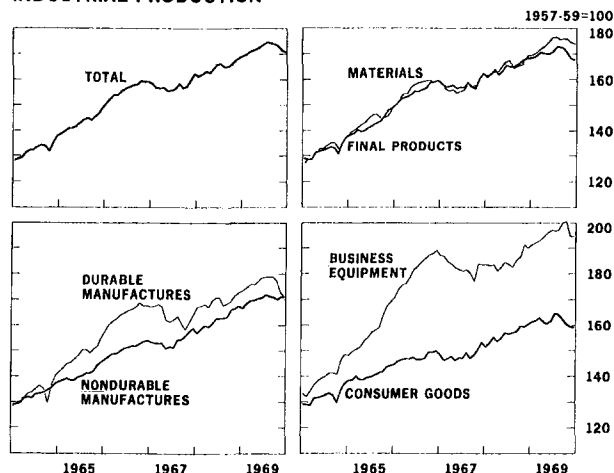 INDUSTRIAL PRODUCTION
1957-59=100
TOTAL
180
MATERIALS
160
FINAL PRODUCTS
140
120
DURABLE
MANUFACTURES
NONDURABLE
MANUFACTURES
200
BUSINESS
EQUIPMENT
180
160
CONSUMER GOODS
140
120
110
1965 1967 1969
1965 1967 1969